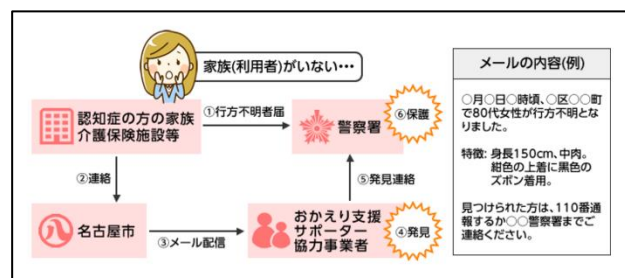 家族(利用者)がいない…
認知症の方の家族
介護保険施設等
①行方不明者届
警察署
⑥保護
②連絡
⑤発見連絡
八
名古屋市
③メール配信
おかえり支援
サポーター
協力事業者
④発見
メールの内容(例)
○月○日○時頃、○区○○町
で80代女性が行方不明とな
りました。
特徴: 身長150cm、中肉。
紺色の上着に黒色の
ズボン着用。
見つけられた方は、110番通
報するか○○警察署までご
連絡ください。